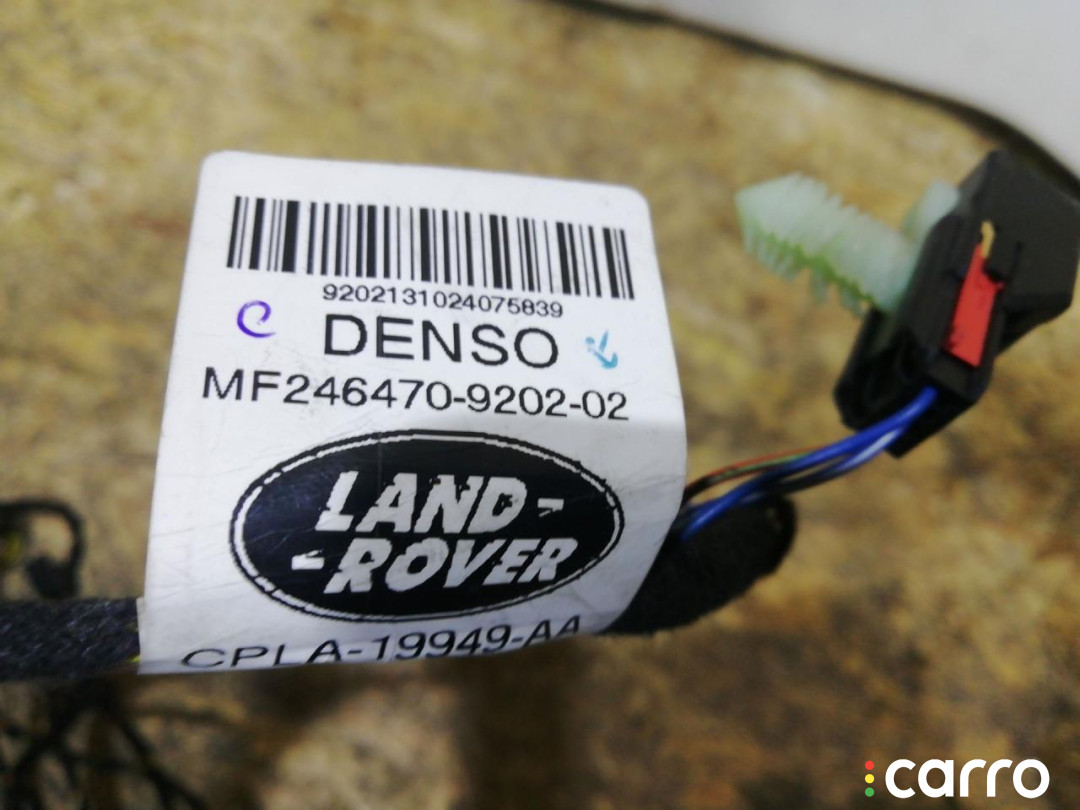 9202131024075839
DENSO
MF246470-9202-02
LAND-
-ROVER
CPLA-19949-AA
carro